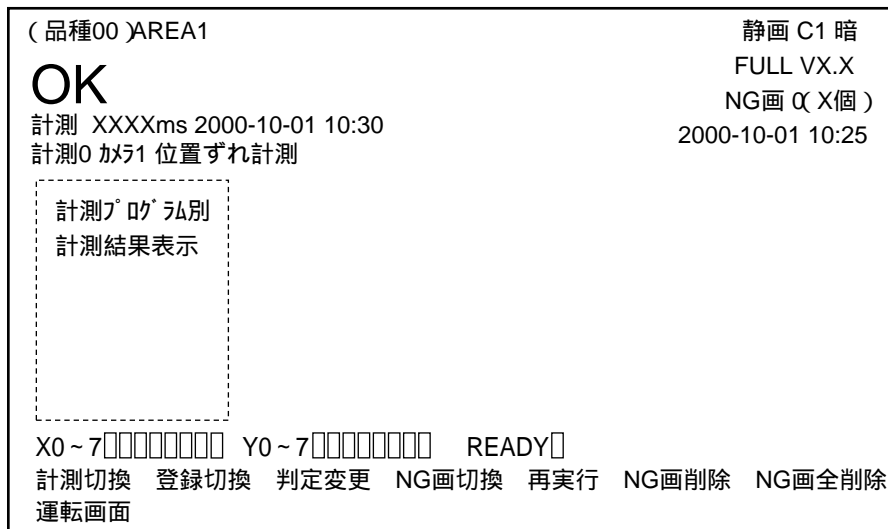 (品種00)AREA1
静画 C1 暗
OK
FULL VX.X
NG画 0(X個)
計測 XXXXms 2000-10-01 10:30
2000-10-01 10:25
計測0 ｶﾒﾗ1 位置ずれ計測
計測ﾌﾟﾛｸﾞﾗﾑ別
計測結果表示
X0~7▯▯▯▯▯▯▯▯ Y0~7▯▯▯▯▯▯▯▯ READY▯
計測切換 登録切換 判定変更 NG画切換 再実行 NG画削除 NG画全削除
運転画面